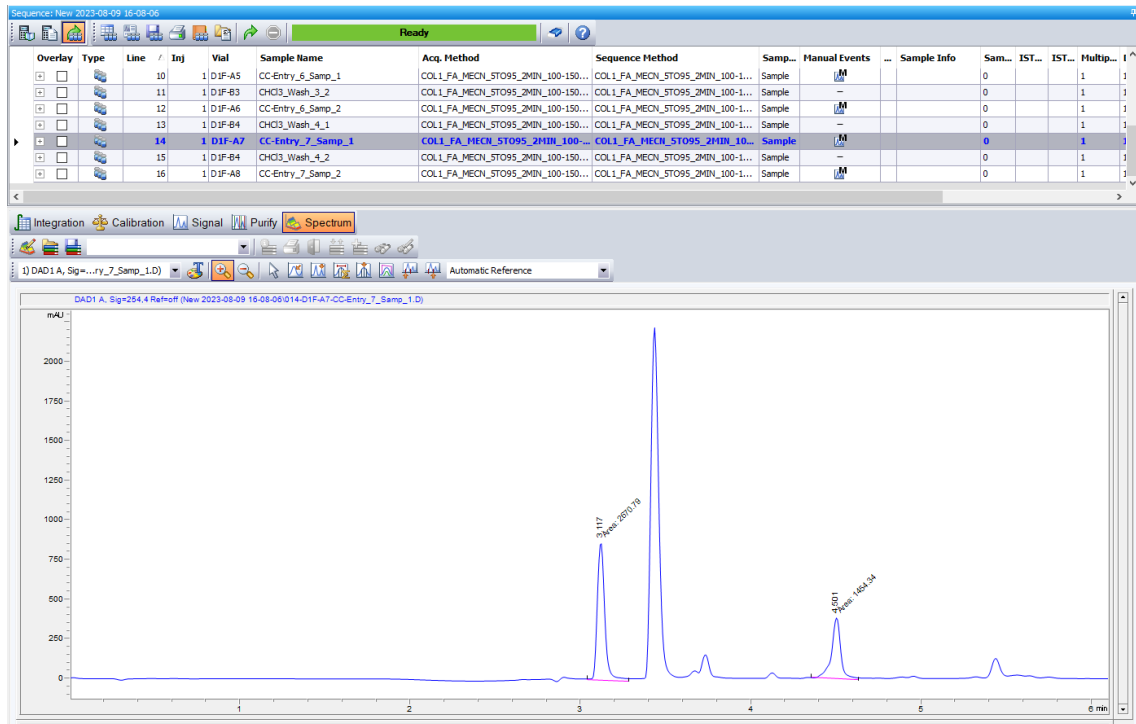 Sequence: New 2023-08-09 16-08-06
Ready
Overlay Type Line / Inj Vial Sample Name Acq. Method Sequence Method Samp... Manual Events ... Sample Info Sam... IST... IST... Multip...
10 1 D1F-A5 CC-Entry_6_Samp_1 COL1_FA_MECN_5TO95_2MIN_100-150... COL1_FA_MECN_5TO95_2MIN_100-1... Sample M 0 1
11 1 D1F-B3 CHCl3_Wash_3_2 COL1_FA_MECN_5TO95_2MIN_100-150... COL1_FA_MECN_5TO95_2MIN_100-1... Sample – 0 1
12 1 D1F-A6 CC-Entry_6_Samp_2 COL1_FA_MECN_5TO95_2MIN_100-150... COL1_FA_MECN_5TO95_2MIN_100-1... Sample M 0 1
13 1 D1F-B4 CHCl3_Wash_4_1 COL1_FA_MECN_5TO95_2MIN_100-150... COL1_FA_MECN_5TO95_2MIN_100-1... Sample – 0 1
14 1 D1F-A7 CC-Entry_7_Samp_1 COL1_FA_MECN_5TO95_2MIN_100-... COL1_FA_MECN_5TO95_2MIN_10... Sample M 0 1
15 1 D1F-B4 CHCl3_Wash_4_2 COL1_FA_MECN_5TO95_2MIN_100-150... COL1_FA_MECN_5TO95_2MIN_100-1... Sample – 0 1
16 1 D1F-A8 CC-Entry_7_Samp_2 COL1_FA_MECN_5TO95_2MIN_100-150... COL1_FA_MECN_5TO95_2MIN_100-1... Sample M 0 1
Integration Calibration Signal Purify Spectrum
1) DAD1 A, Sig=...ry_7_Samp_1.D) Automatic Reference
DAD1 A, Sig=254,4 Ref=off (New 2023-08-09 16-08-06\014-D1F-A7-CC-Entry_7_Samp_1.D)
mAU
2000
1750
1500
1250
1000
750
500
250
0
3.117
Area: 2670.79
4.501
Area: 1454.34
1 2 3 4 5 6 min